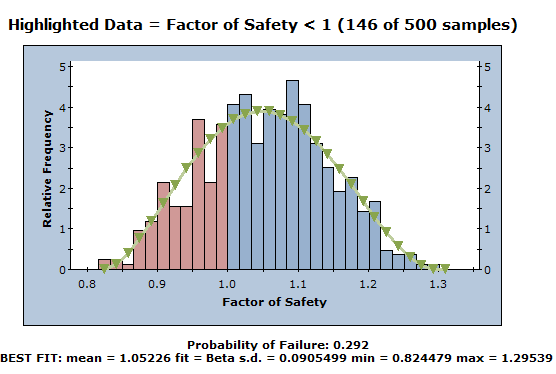 Highlighted Data = Factor of Safety < 1 (146 of 500 samples)
5 5
4 4
3 3
2 2
1 1
0 0
Relative Frequency
0.8 0.9 1.0 1.1 1.2 1.3
Factor of Safety
Probability of Failure: 0.292
BEST FIT: mean = 1.05226 fit = Beta s.d. = 0.0905499 min = 0.824479 max = 1.29539